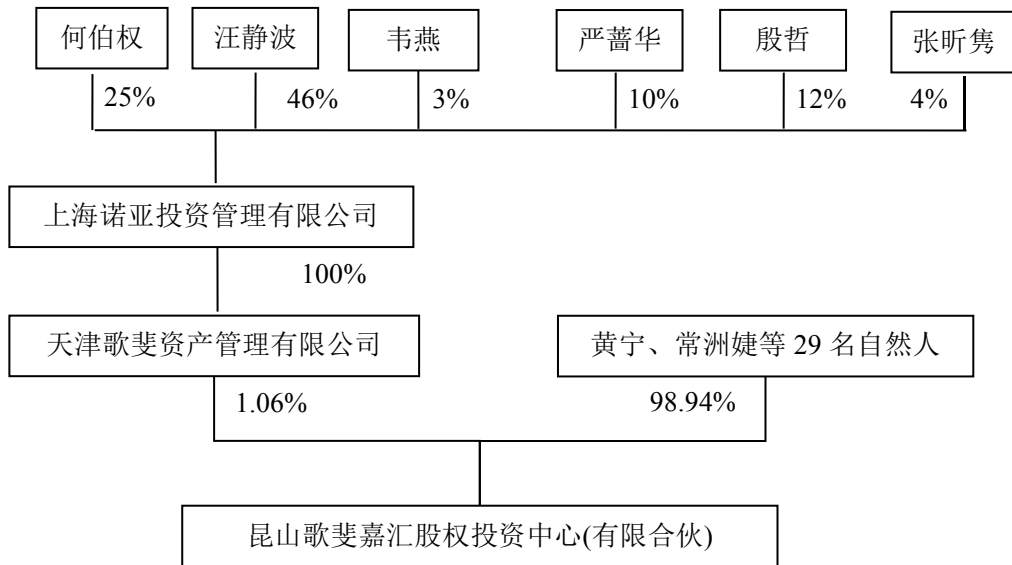 何伯权 汪静波 韦燕 严蔷华 殷哲 张昕隽
25% 46% 3% 10% 12% 4%
上海诺亚投资管理有限公司
100%
天津歌斐资产管理有限公司 黄宁、常洲婕等 29 名自然人
1.06% 98.94%
昆山歌斐嘉汇股权投资中心(有限合伙)